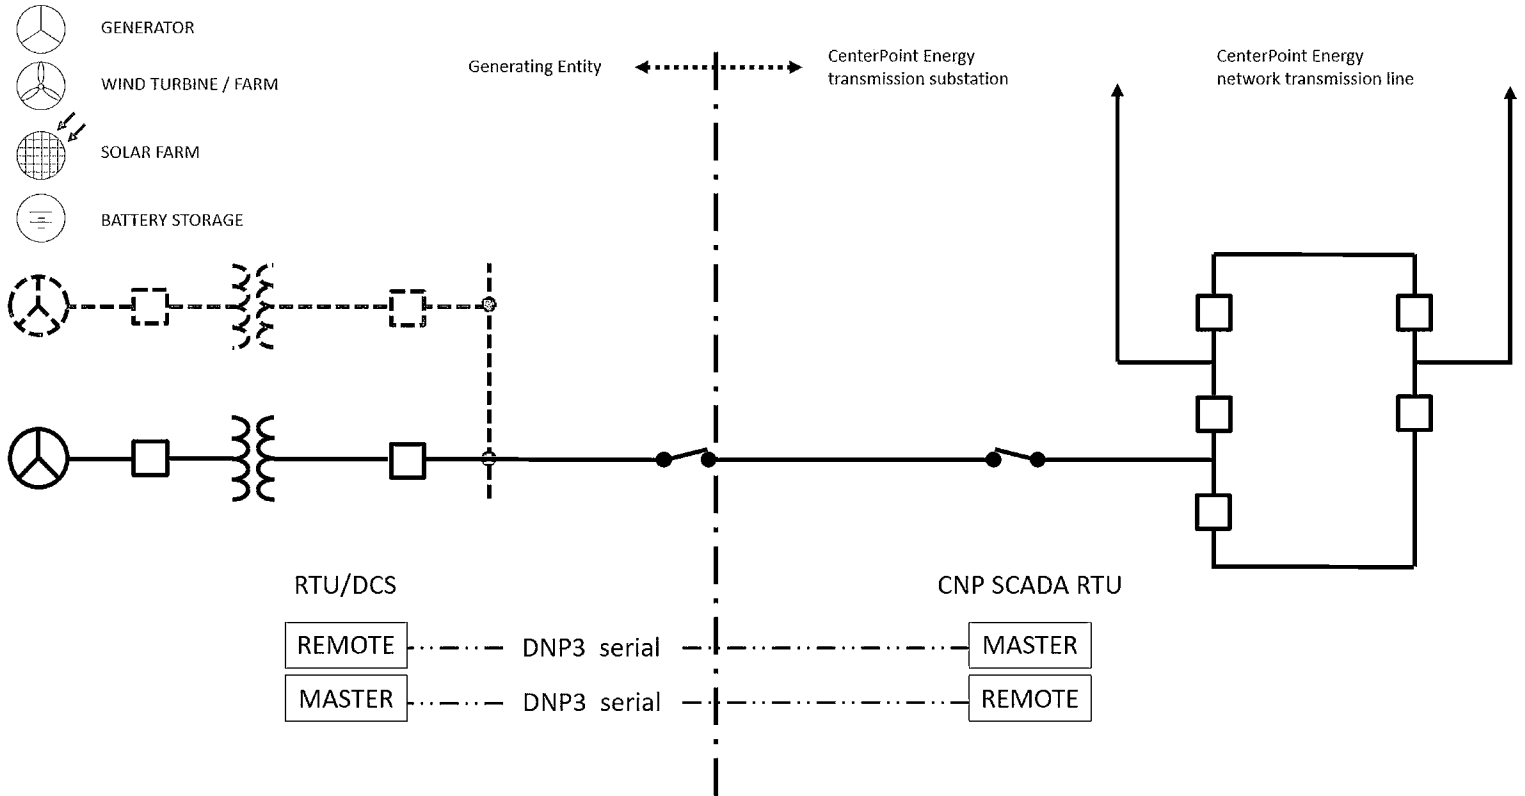 GENERATOR
WIND TURBINE / FARM
SOLAR FARM
BATTERY STORAGE
Generating Entity
CenterPoint Energy
transmission substation
CenterPoint Energy
network transmission line
RTU/DCS
CNP SCADA RTU
REMOTE
DNP3 serial
MASTER
MASTER
DNP3 serial
REMOTE